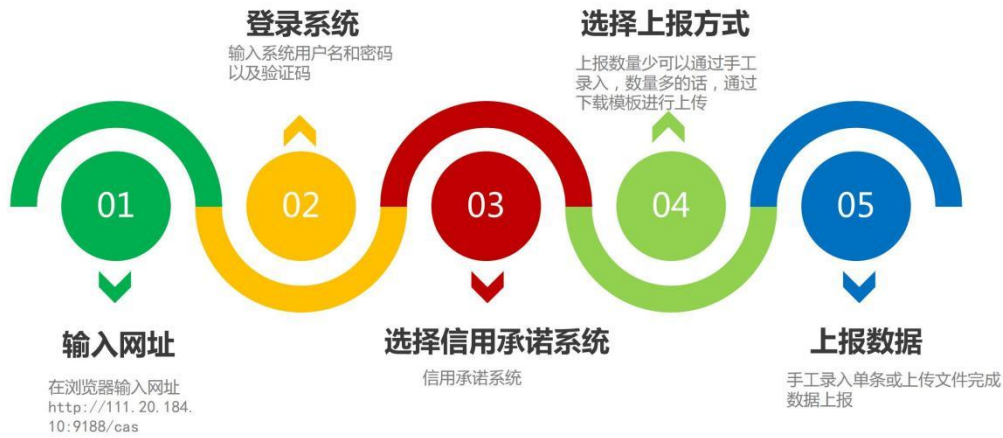 登录系统
输入系统用户名和密码
以及验证码
选择上报方式
上报数量少可以通过手工
录入，数量多的话，通过
下载模板进行上传
01
02
03
04
05
输入网址
在浏览器输入网址
http://111.20.184.
10:9188/cas
选择信用承诺系统
信用承诺系统
上报数据
手工录入单条或上传文件完成
数据上报